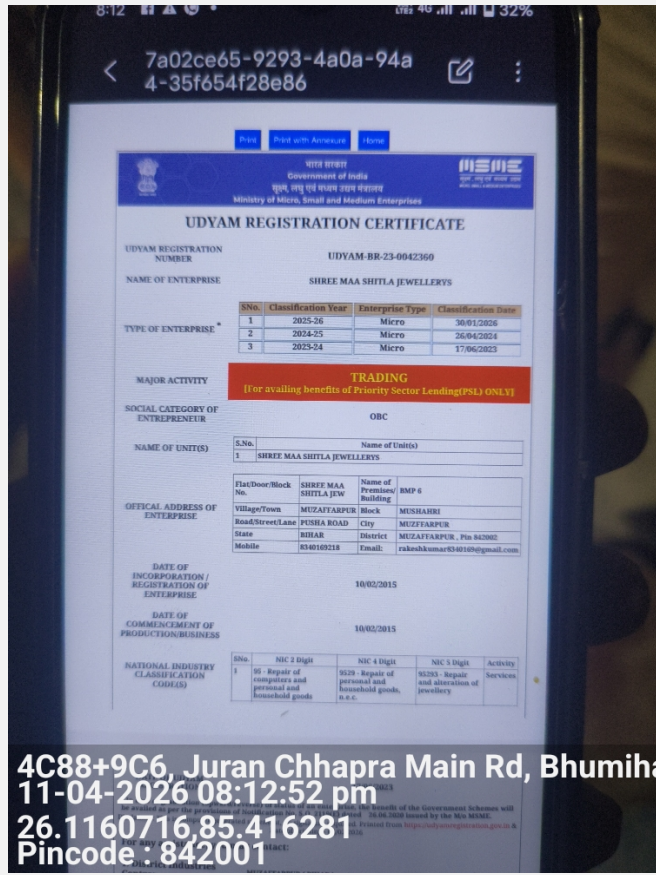 8:12
LTE2 4G
32%
7a02ce65-9293-4a0a-94a
4-35f654f28e86
Print
Print with Annexure
Home
भारत सरकार
Government of India
सूक्ष्म, लघु एवं मध्यम उद्यम मंत्रालय
Ministry of Micro, Small and Medium Enterprises
MSME
UDYAM REGISTRATION CERTIFICATE
UDYAM REGISTRATION NUMBER
UDYAM-BR-23-0042360
NAME OF ENTERPRISE
SHREE MAA SHITLA JEWELLERYS
TYPE OF ENTERPRISE *
SNo. Classification Year Enterprise Type Classification Date
1 2025-26 Micro 30/01/2026
2 2024-25 Micro 26/04/2024
3 2023-24 Micro 17/06/2023
MAJOR ACTIVITY
TRADING
[For availing benefits of Priority Sector Lending(PSL) ONLY]
SOCIAL CATEGORY OF ENTREPRENEUR
OBC
NAME OF UNIT(S)
S.No. Name of Unit(s)
1 SHREE MAA SHITLA JEWELLERYS
OFFICAL ADDRESS OF ENTERPRISE
Flat/Door/Block No. SHREE MAA SHITLA JEW Name of Premises/ Building BMP 6
Village/Town MUZAFFARPUR Block MUSHAHRI
Road/Street/Lane PUSHA ROAD City MUZFFARPUR
State BIHAR District MUZAFFARPUR , Pin 842002
Mobile 8340169218 Email: rakeshkumar8340169@gmail.com
DATE OF INCORPORATION / REGISTRATION OF ENTERPRISE
10/02/2015
DATE OF COMMENCEMENT OF PRODUCTION/BUSINESS
10/02/2015
NATIONAL INDUSTRY CLASSIFICATION CODE(S)
SNo. NIC 2 Digit NIC 4 Digit NIC 5 Digit Activity
1 95 - Repair of computers and personal and household goods 9529 - Repair of personal and household goods, n.e.c. 95293 - Repair and alteration of jewellery Services
4C88+9C6, Juran Chhapra Main Rd, Bhumiha
11-04-2026 08:12:52 pm
26.1160716,85.416281
Pincode : 842001